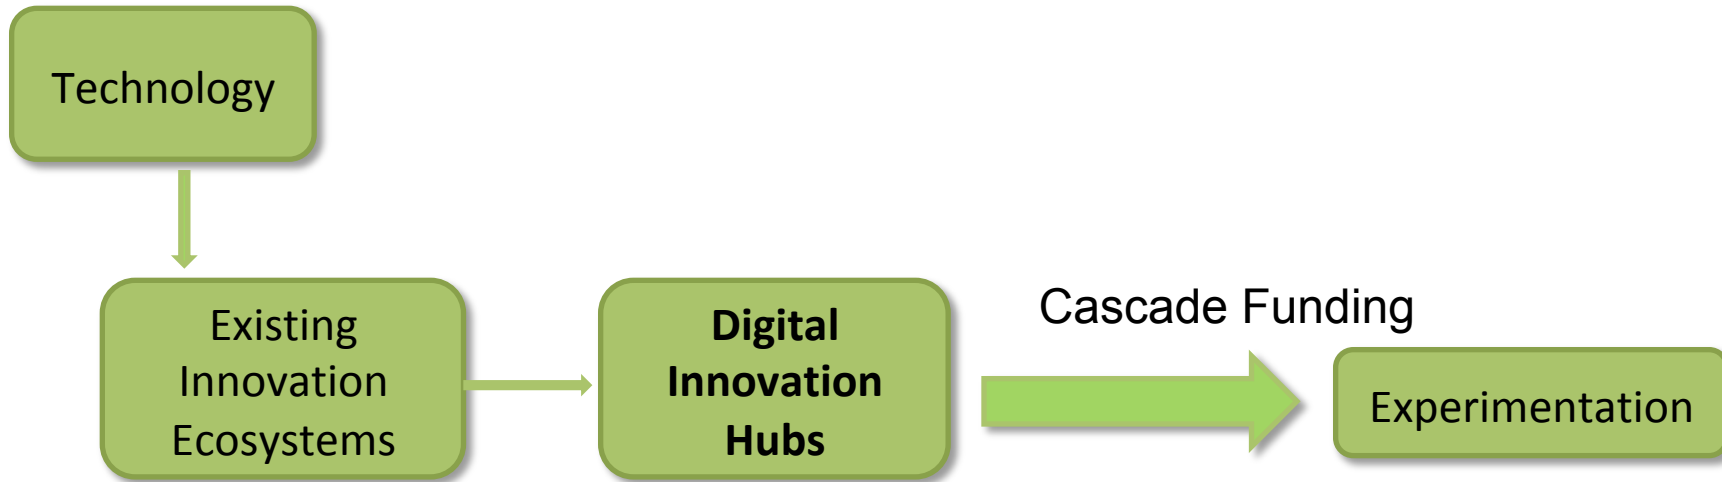 Technology
Existing
Innovation
Ecosystems
Digital
Innovation
Hubs
Cascade Funding
Experimentation